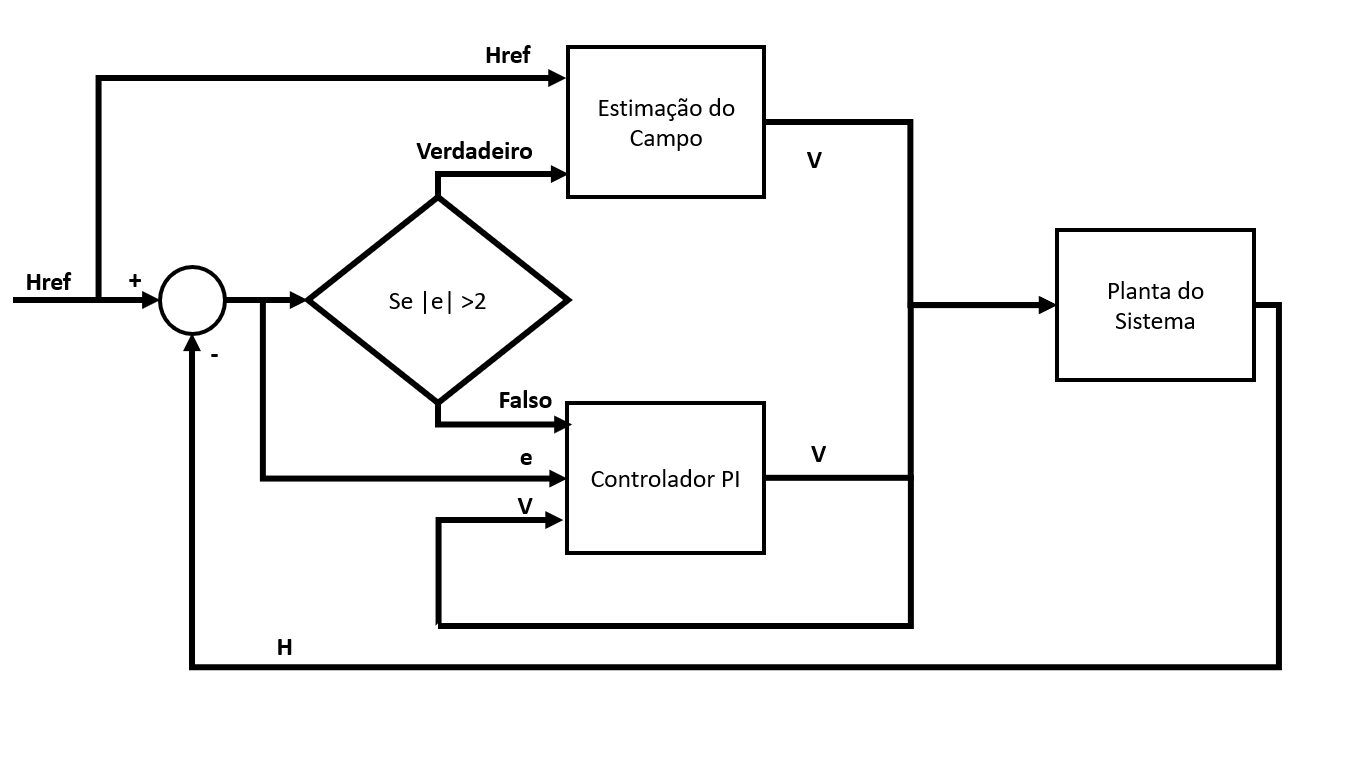 Href
Estimação do
Campo
Verdadeiro
V
Href
+
Se |e| >2
Planta do
Sistema
-
Falso
e
V
Controlador PI
V
H